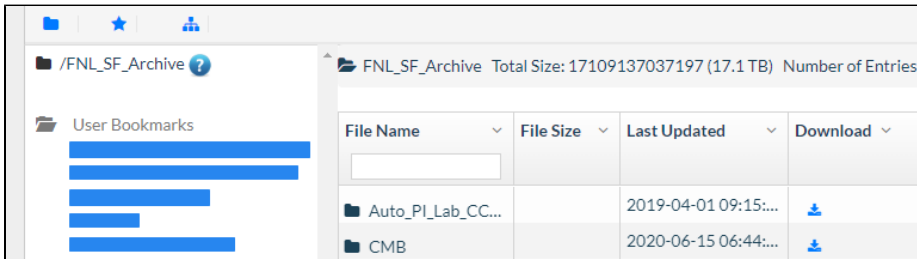 /FNL_SF_Archive ?
FNL_SF_Archive Total Size: 17109137037197 (17.1 TB) Number of Entries
User Bookmarks
File Name File Size Last Updated Download
Auto_PI_Lab_CC... 2019-04-01 09:15:...
CMB 2020-06-15 06:44:...